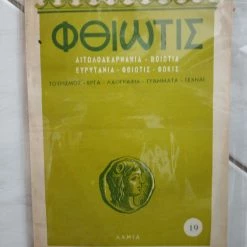 ΦΘΙΩΤΙΣ
ΑΙΤΩΛΟΑΚΑΡΝΑΝΙΑ - ΒΟΙΩΤΙΑ
ΕΥΡΥΤΑΝΙΑ - ΦΘΙΩΤΙΣ - ΦΩΚΙΣ
ΤΟΥΡΙΣΜΟΣ - ΕΡΓΑ - ΛΑΟΓΡΑΦΙΑ - ΓΡΑΜΜΑΤΑ - ΤΕΧΝΑΙ
ΛΑΜΙΑ
19